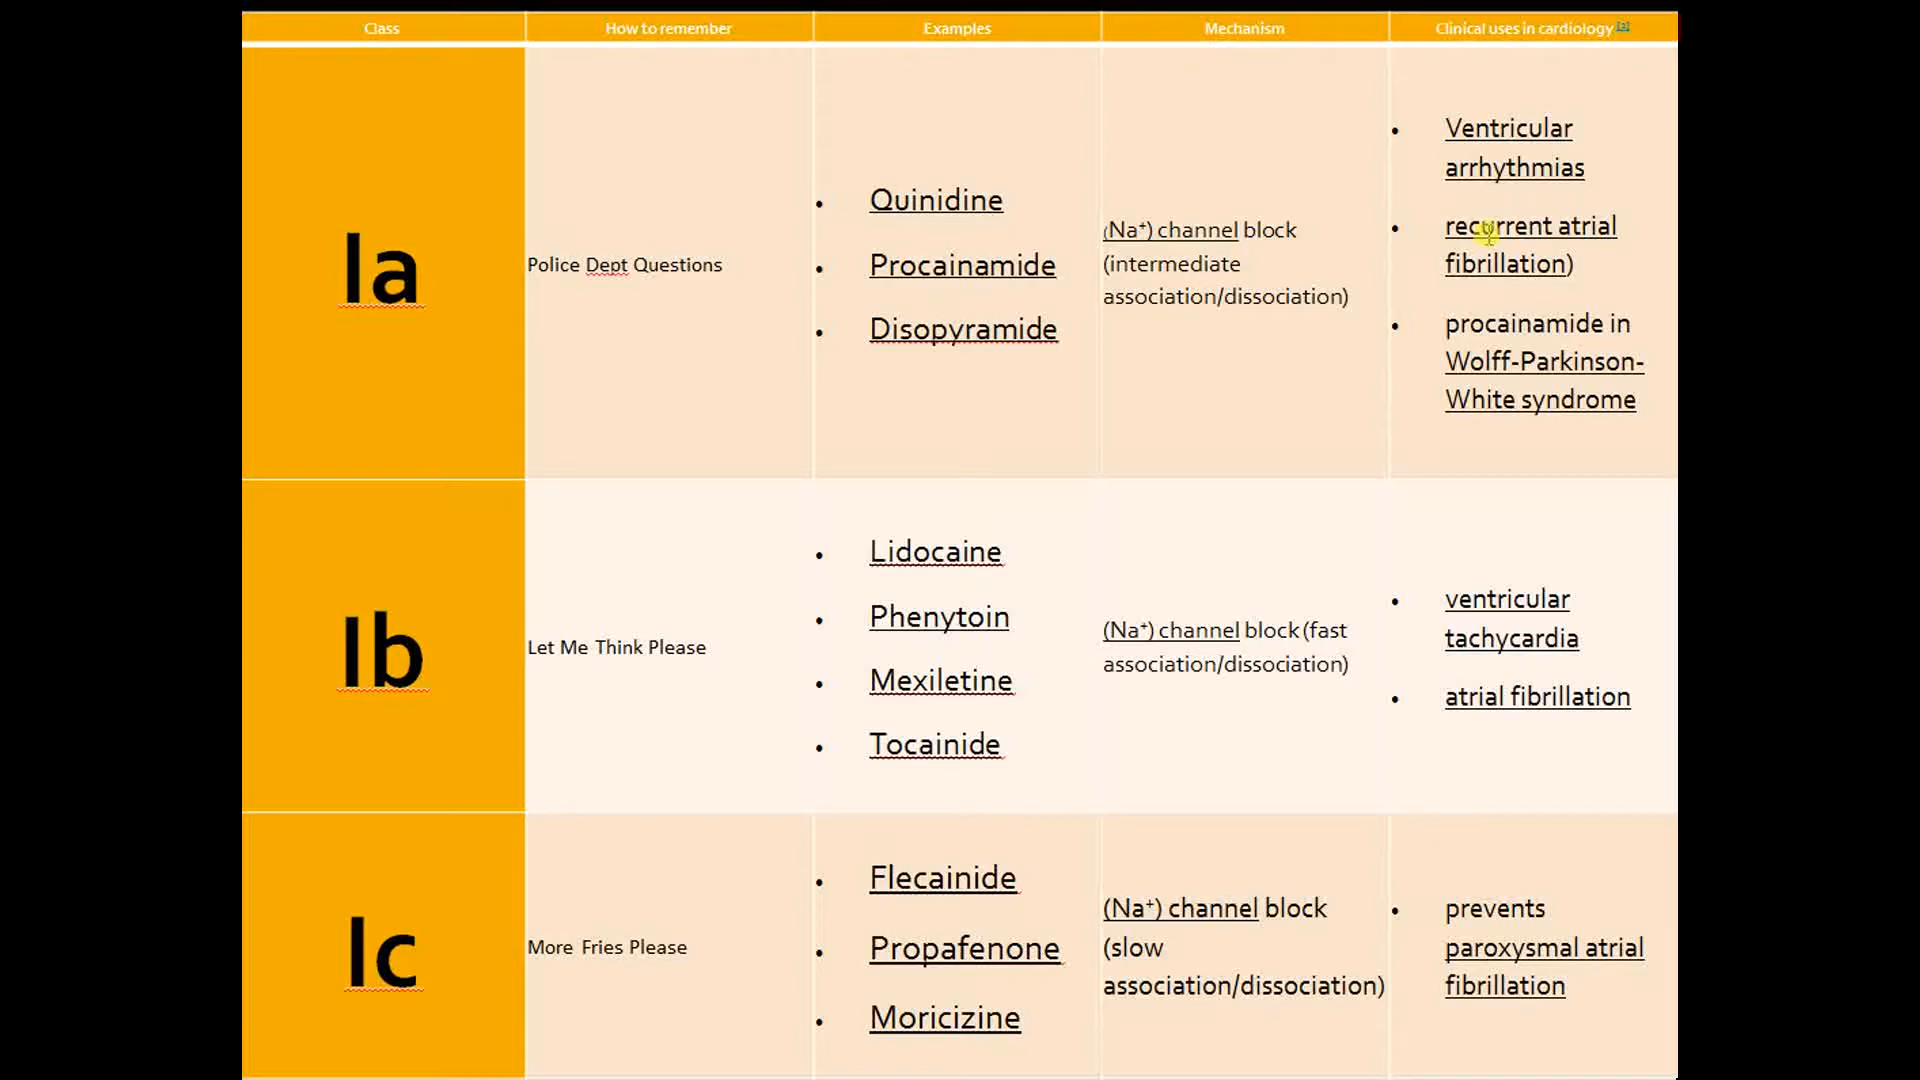 Class
How to remember
Examples
Mechanism
Clinical uses in cardiology [3]
Ia
Police Dept Questions
• Quinidine
• Procainamide
• Disopyramide
(Na⁺) channel block
(intermediate
association/dissociation)
• Ventricular
arrhythmias
• recurrent atrial
fibrillation)
• procainamide in
Wolff-Parkinson-
White syndrome
Ib
Let Me Think Please
• Lidocaine
• Phenytoin
• Mexiletine
• Tocainide
(Na⁺) channel block (fast
association/dissociation)
• ventricular
tachycardia
• atrial fibrillation
Ic
More Fries Please
• Flecainide
• Propafenone
• Moricizine
(Na⁺) channel block
(slow
association/dissociation)
• prevents
paroxysmal atrial
fibrillation